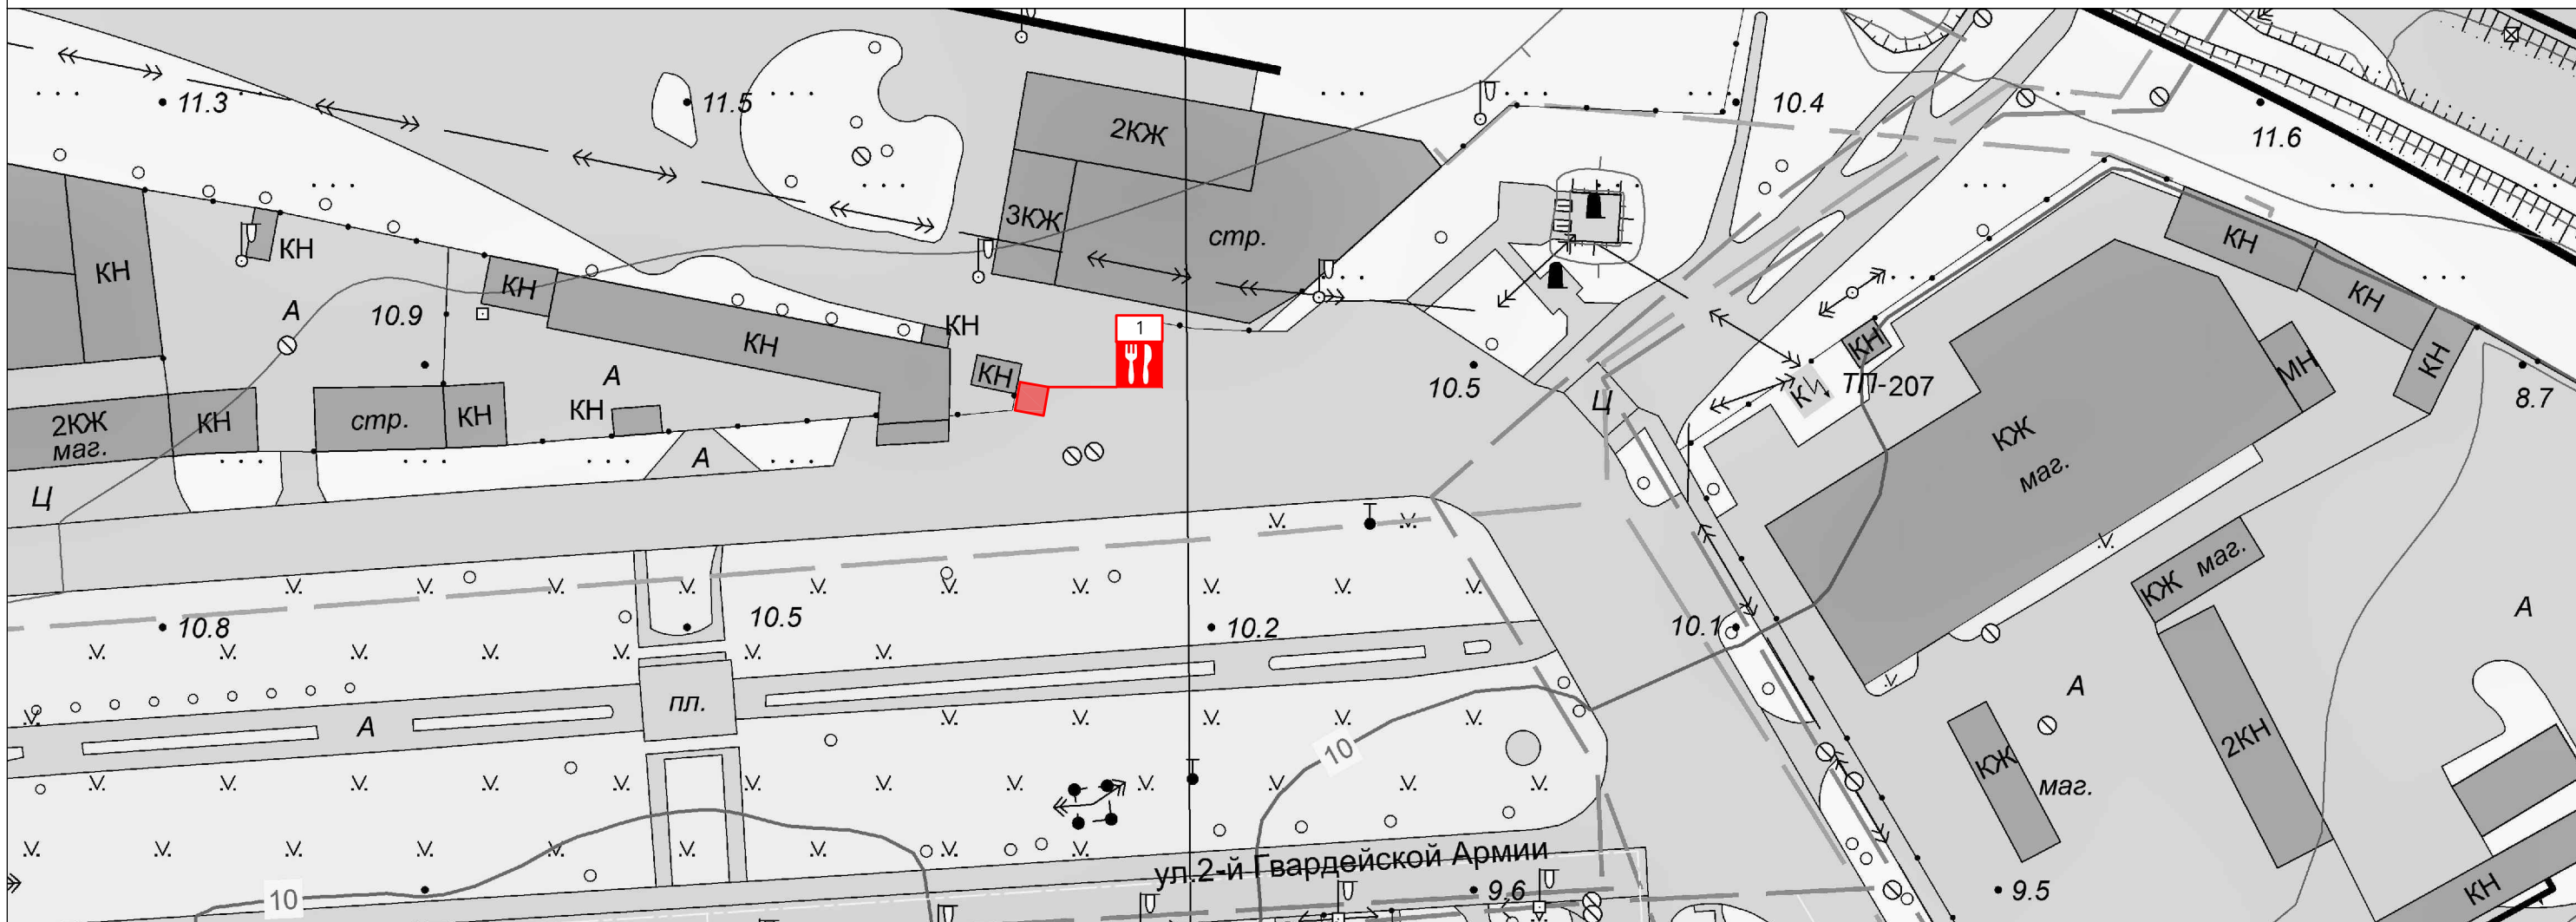 11.3
11.5
2КЖ
10.4
11.6
3КЖ
стр.
КН
КН
КН
КН
КН
КН
А
10.9
КН
КН
1
КН
КН
МН
КН
А
КН
10.5
Ц
К
ТП-207
8.7
2КЖ
маг.
КН
стр.
КН
А
КЖ
маг.
Ц
КЖ маг.
А
10.8
10.5
10.2
10.1
А
пл.
А
10
2КН
КЖ
маг.
ул.2-й Гвардейской Армии
10
9.6
9.5
КН